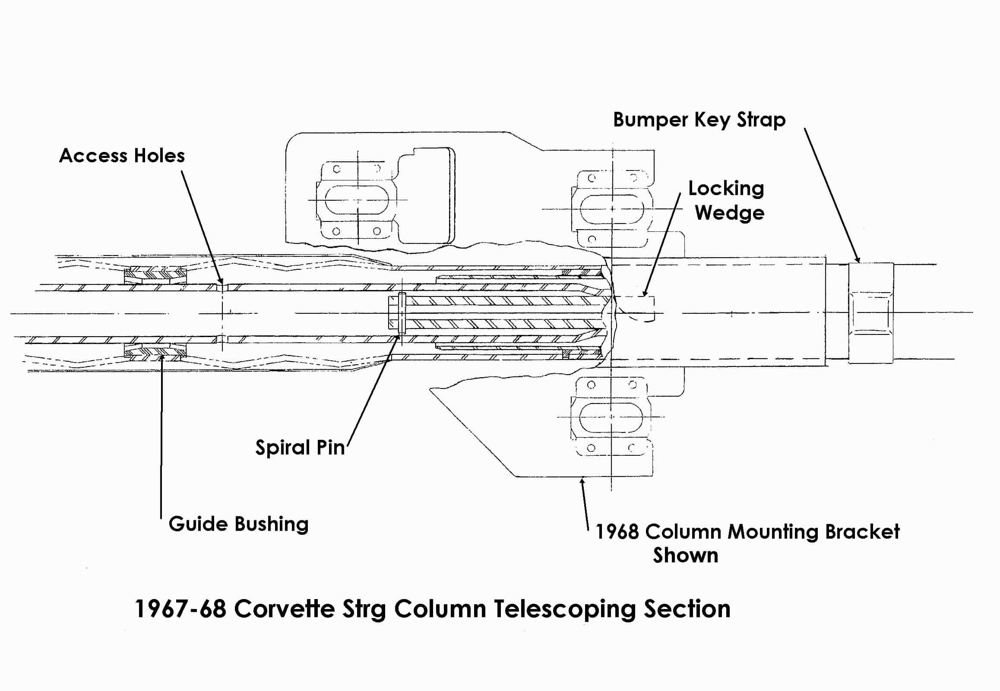 Bumper Key Strap
Access Holes
Locking
Wedge
Spiral Pin
Guide Bushing
1968 Column Mounting Bracket
Shown
1967-68 Corvette Strg Column Telescoping Section